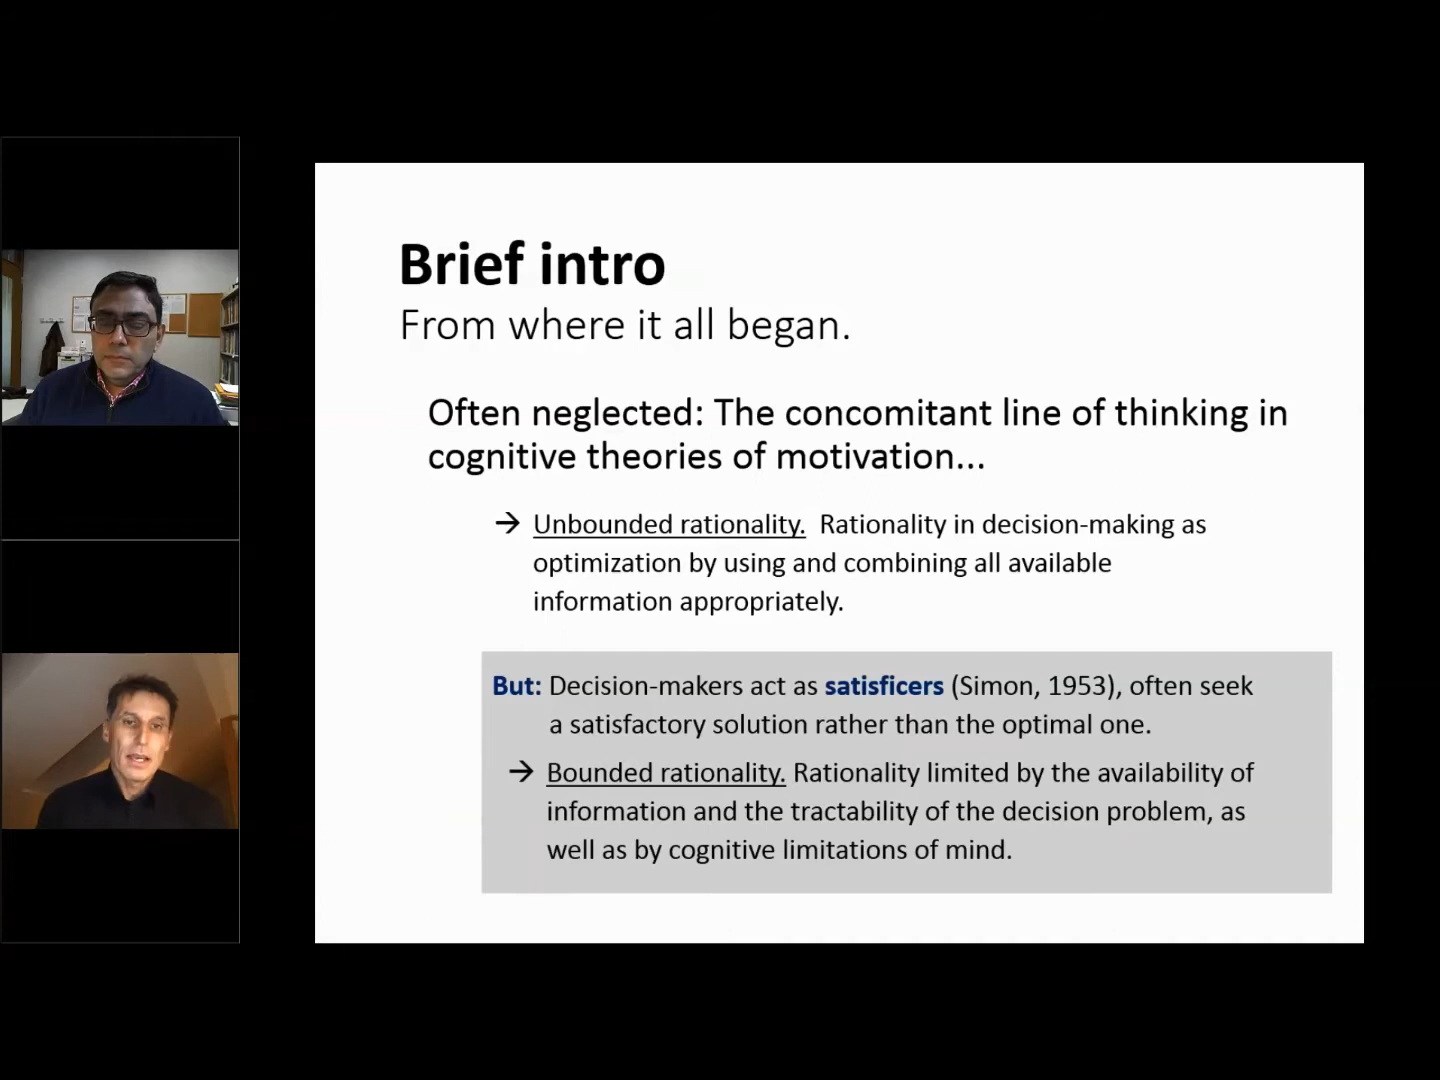 Brief intro
From where it all began.
Often neglected: The concomitant line of thinking in
cognitive theories of motivation...
→ Unbounded rationality. Rationality in decision-making as
optimization by using and combining all available
information appropriately.
But: Decision-makers act as satisficers (Simon, 1953), often seek
a satisfactory solution rather than the optimal one.
→ Bounded rationality. Rationality limited by the availability of
information and the tractability of the decision problem, as
well as by cognitive limitations of mind.